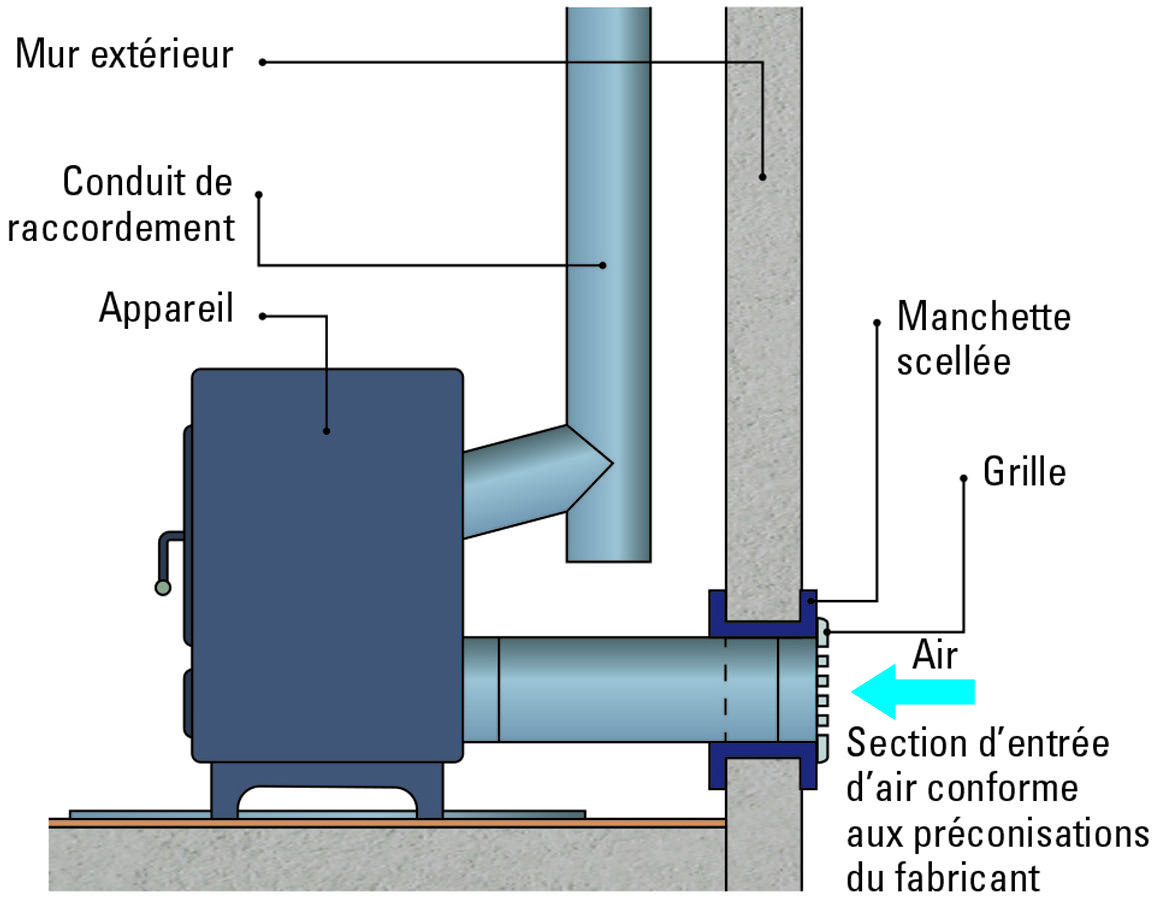 Mur extérieur
Conduit de
raccordement
Appareil
Manchette
scellée
Grille
Air
Section d’entrée
d’air conforme
aux préconisations
du fabricant